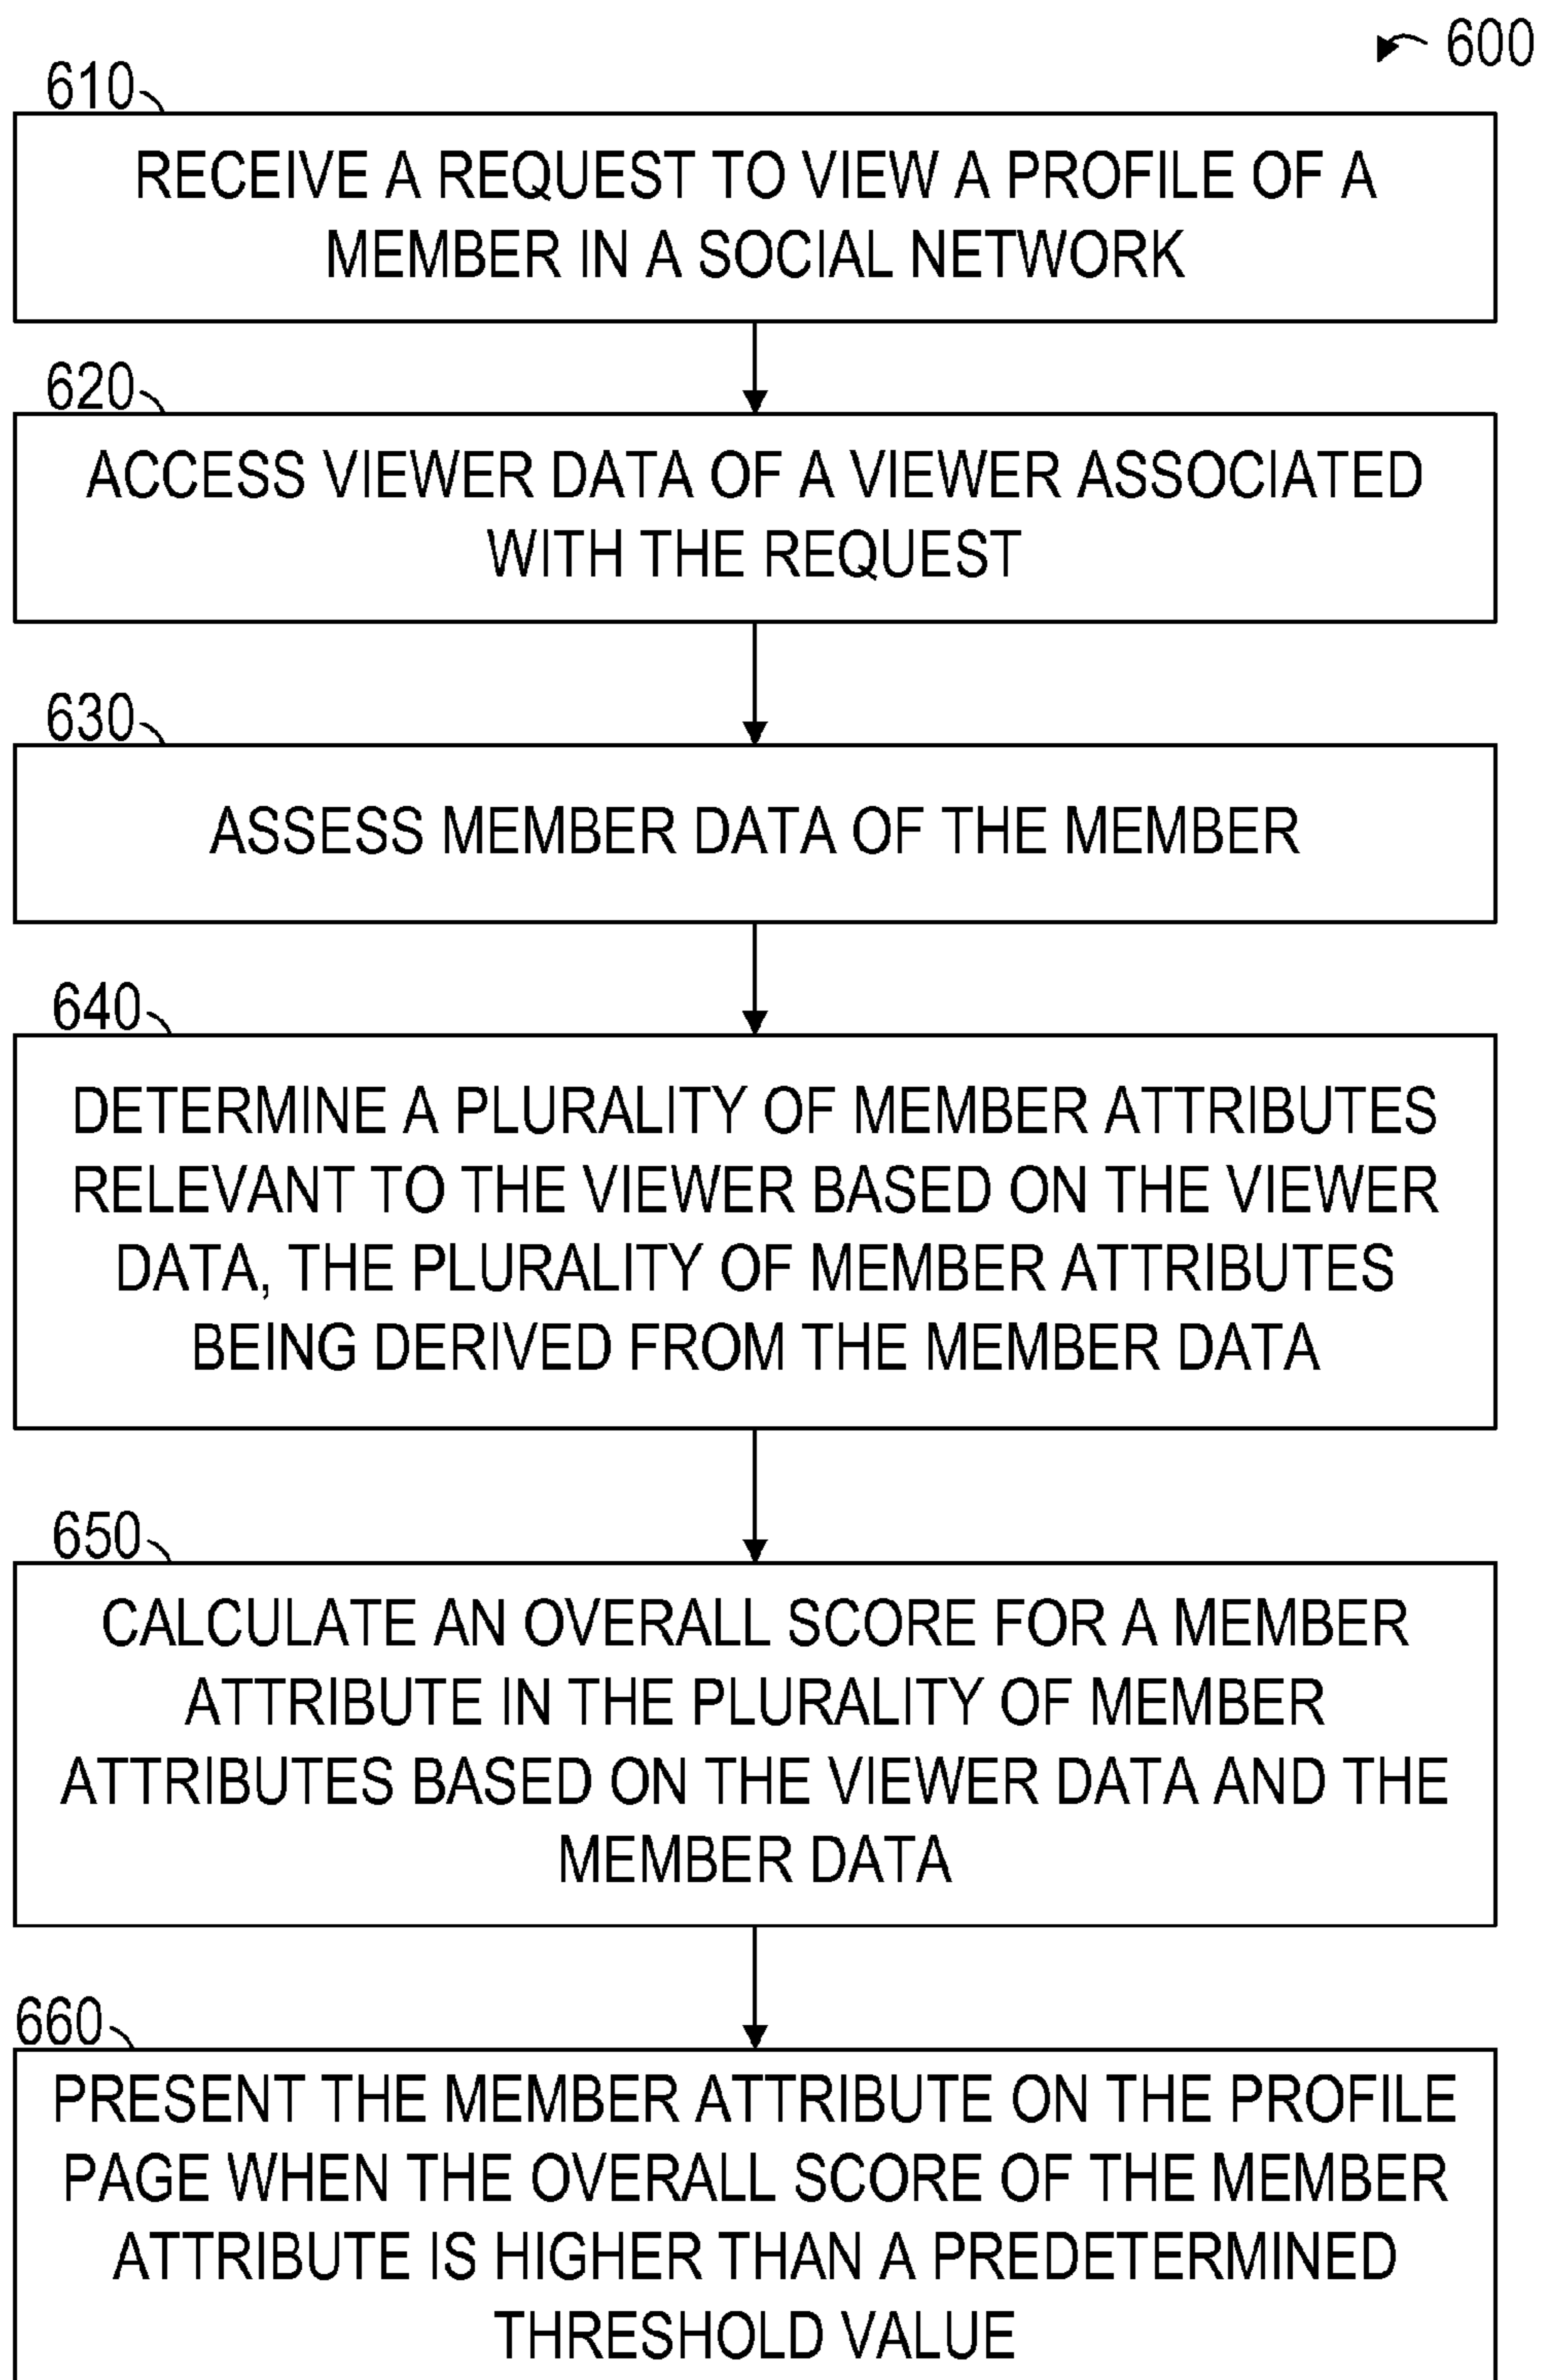 600
610
RECEIVE A REQUEST TO VIEW A PROFILE OF A
MEMBER IN A SOCIAL NETWORK
620
ACCESS VIEWER DATA OF A VIEWER ASSOCIATED
WITH THE REQUEST
630
ASSESS MEMBER DATA OF THE MEMBER
640
DETERMINE A PLURALITY OF MEMBER ATTRIBUTES
RELEVANT TO THE VIEWER BASED ON THE VIEWER
DATA, THE PLURALITY OF MEMBER ATTRIBUTES
BEING DERIVED FROM THE MEMBER DATA
650
CALCULATE AN OVERALL SCORE FOR A MEMBER
ATTRIBUTE IN THE PLURALITY OF MEMBER
ATTRIBUTES BASED ON THE VIEWER DATA AND THE
MEMBER DATA
660
PRESENT THE MEMBER ATTRIBUTE ON THE PROFILE
PAGE WHEN THE OVERALL SCORE OF THE MEMBER
ATTRIBUTE IS HIGHER THAN A PREDETERMINED
THRESHOLD VALUE